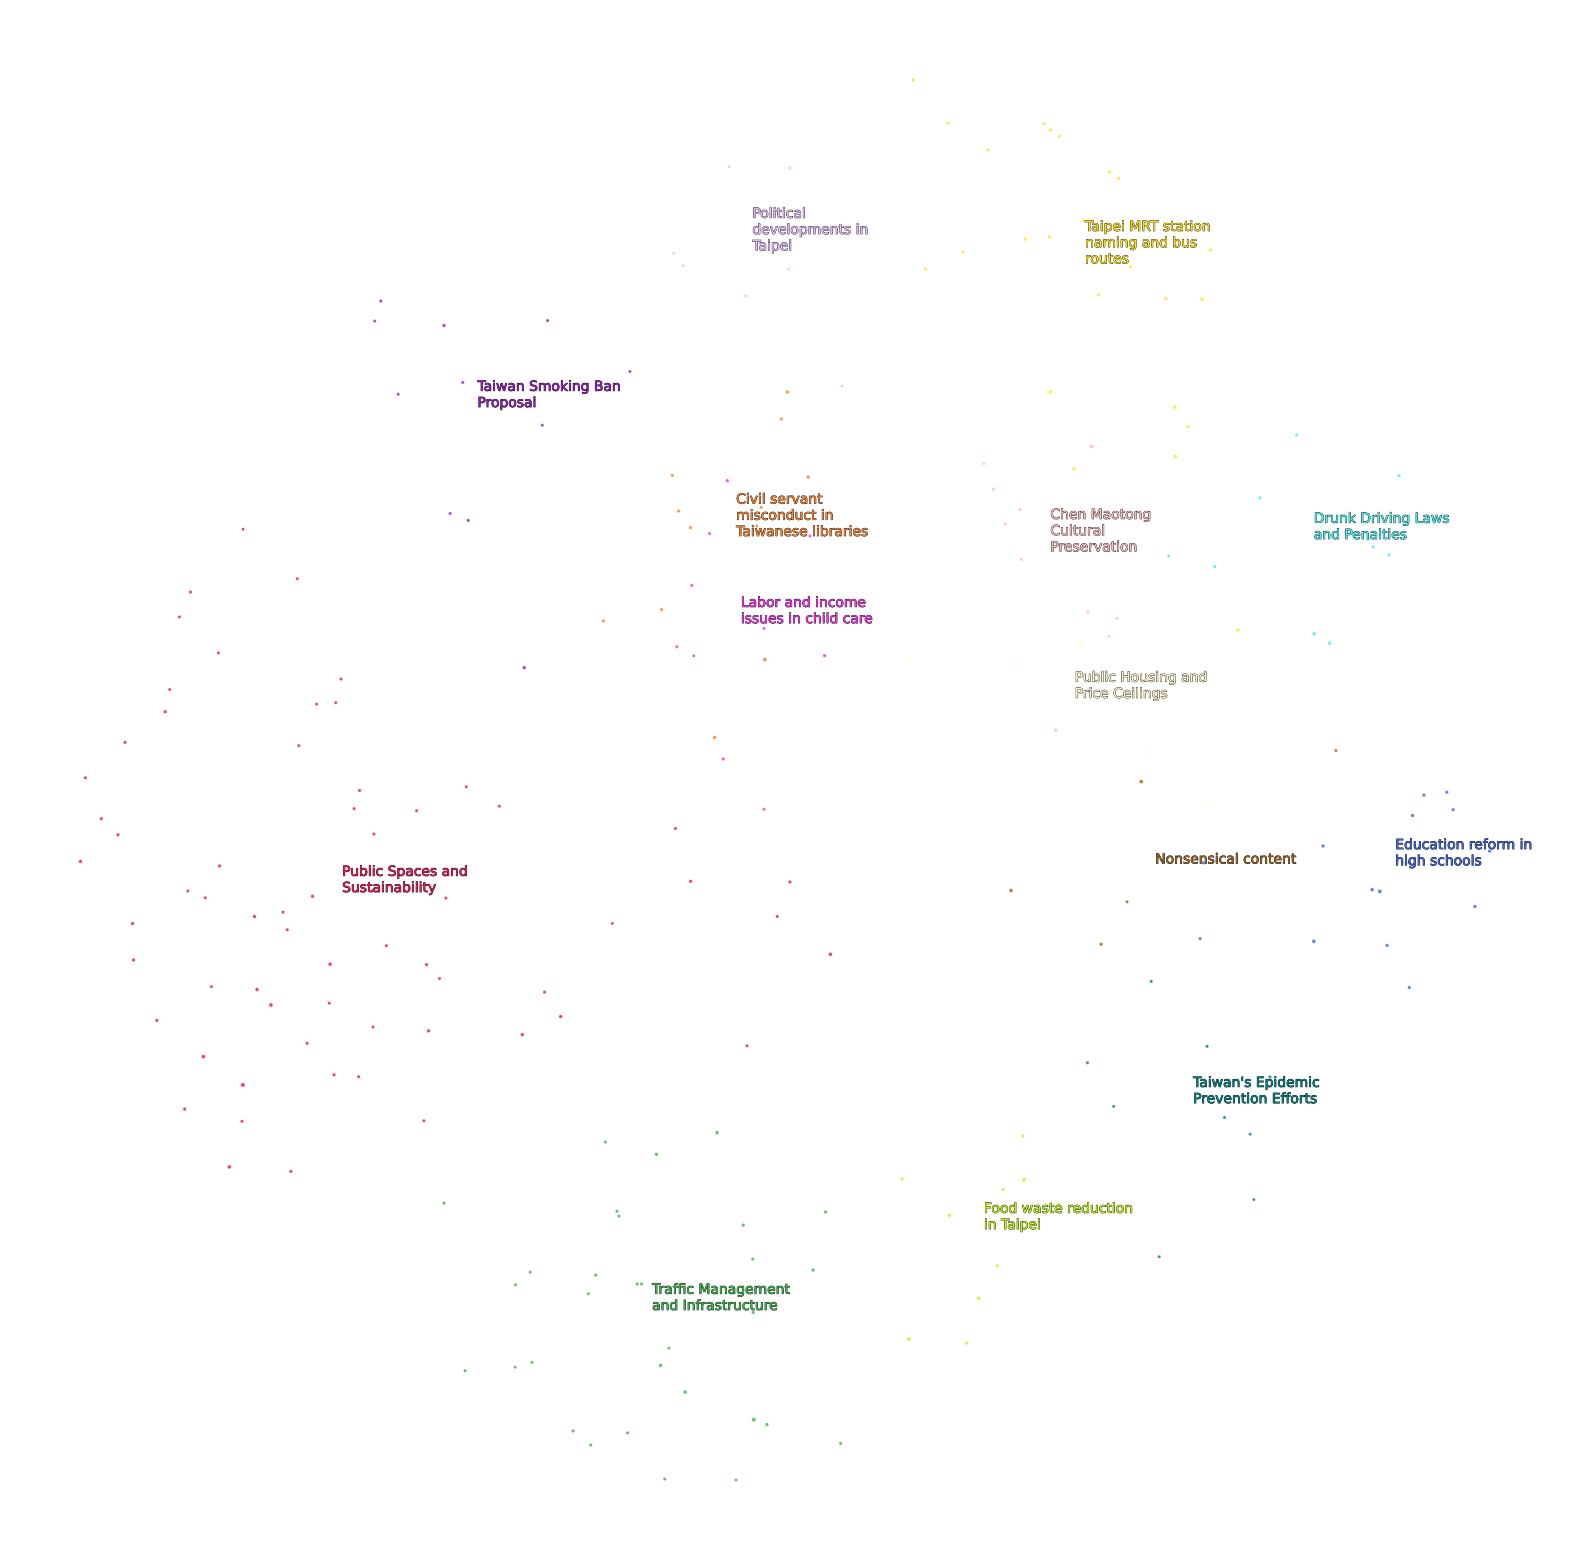 Political
developments in
Taipei
Taipei MRT station
naming and bus
routes
Taiwan Smoking Ban
Proposal
Civil servant
misconduct in
Taiwanese libraries
Chen Maotong
Cultural
Preservation
Drunk Driving Laws
and Penalties
Labor and income
issues in child care
Public Housing and
Price Ceilings
Nonsensical content
Education reform in
high schools
Public Spaces and
Sustainability
Taiwan's Epidemic
Prevention Efforts
Food waste reduction
in Taipei
Traffic Management
and Infrastructure